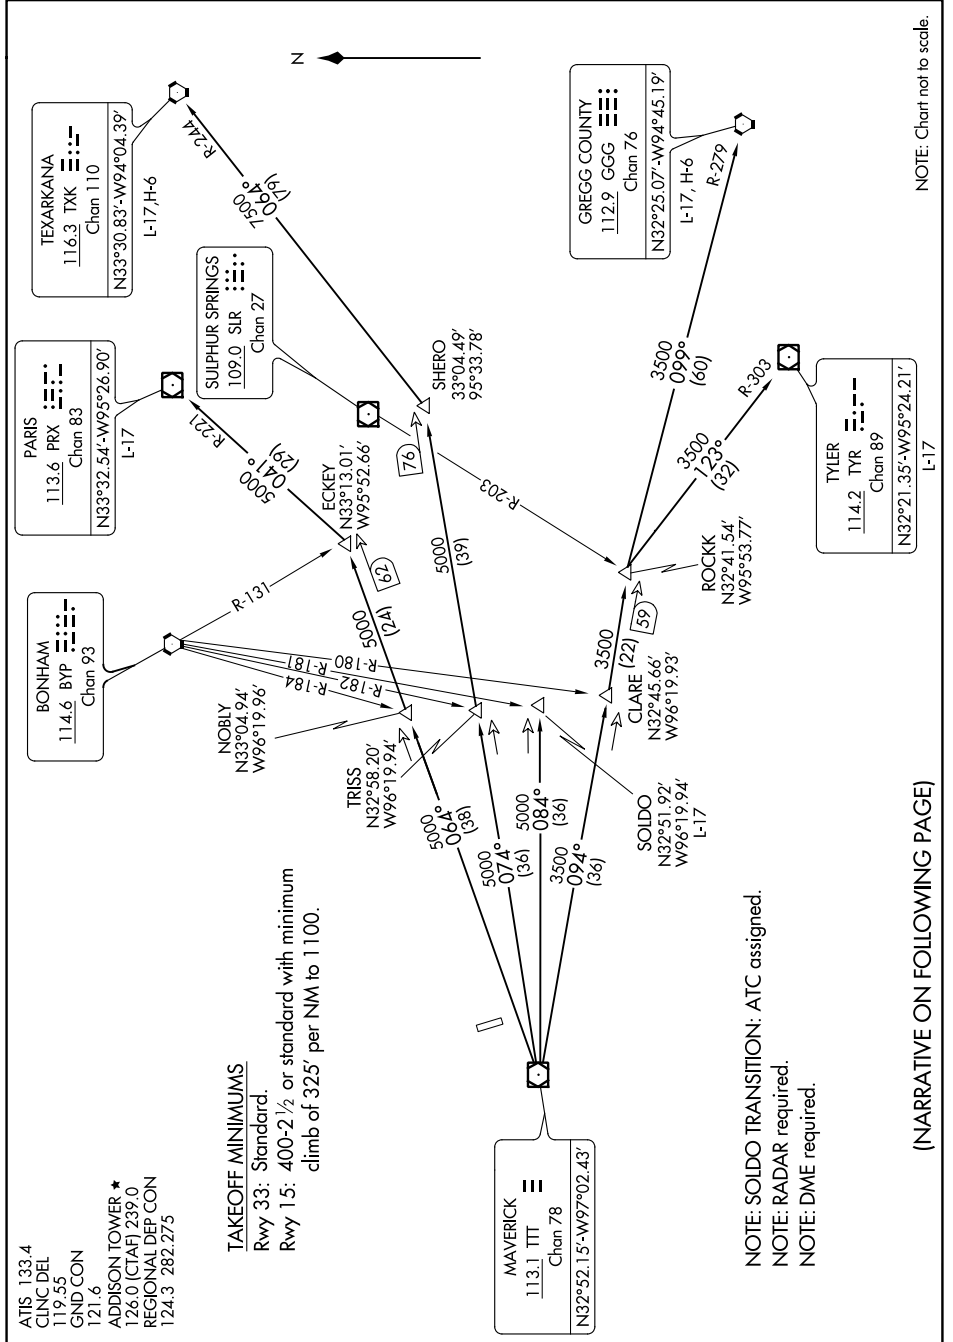 ATIS 133.4
CLNC DEL
119.55
GND CON
121.6
ADDISON TOWER ★
126.0 (CTAF) 239.0
REGIONAL DEP CON
124.3 282.275
TAKEOFF MINIMUMS
Rwy 33: Standard.
Rwy 15: 400-2½ or standard with minimum
climb of 325' per NM to 1100.
BONHAM
114.6 BYP
Chan 93
PARIS
113.6 PRX
Chan 83
N33°32.54'-W95°26.90'
L-17
TEXARKANA
116.3 TXK
Chan 110
N33°30.83'-W94°04.39'
L-17,H-6
SULPHUR SPRINGS
109.0 SLR
Chan 27
N
R-131
R-184
R-181
R-182
R-180
R-221
5000
041°
(29)
R-244
7500
064°
(79)
NOBLY
N33°04.94'
W96°19.96'
ECKEY
N33°13.01'
W95°52.66'
5000
(24)
62
TRISS
N32°58.20'
W96°19.94'
5000
(39)
76
SHERO
33°04.49'
95°33.78'
R-203
5000
064°
(38)
5000
074°
(36)
5000
084°
(36)
3500
094°
(36)
SOLDO
N32°51.92'
W96°19.94'
L-17
CLARE
N32°45.66'
W96°19.93'
3500
(22)
59
ROCKK
N32°41.54'
W95°53.77'
3500
099°
(60)
R-279
3500
123°
(32)
R-303
GREGG COUNTY
112.9 GGG
Chan 76
N32°25.07'-W94°45.19'
L-17, H-6
TYLER
114.2 TYR
Chan 89
N32°21.35'-W95°24.21'
L-17
MAVERICK
113.1 TTT
Chan 78
N32°52.15'-W97°02.43'
NOTE: SOLDO TRANSITION: ATC assigned.
NOTE: RADAR required.
NOTE: DME required.
(NARRATIVE ON FOLLOWING PAGE)
NOTE: Chart not to scale.